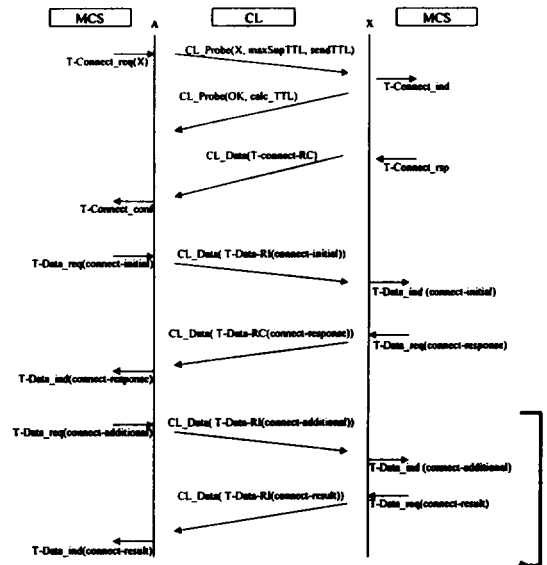 MCS
A
CL
X
MCS
T-Connect_req(X)
CL_Probe(X, maxSupTTL, sendTTL)
T-Connect_ind
CL_Probe(OK, calc_TTL)
CL_Data(T-connect-RC)
T-Connect_rsp
T-Connect_conf
T-Data_req(connect-initial)
CL_Data( T-Data-RI(connect-initial))
T-Data_ind (connect-initial)
CL_Data( T-Data-RC(connect-response))
T-Data_req(connect-response)
T-Data_ind(connect-response)
T-Data_req(connect-additional)
CL_Data( T-Data-RI(connect-additional))
T-Data_ind (connect-additional)
CL_Data( T-Data-RI(connect-result))
T-Data_req(connect-result)
T-Data_ind(connect-result)